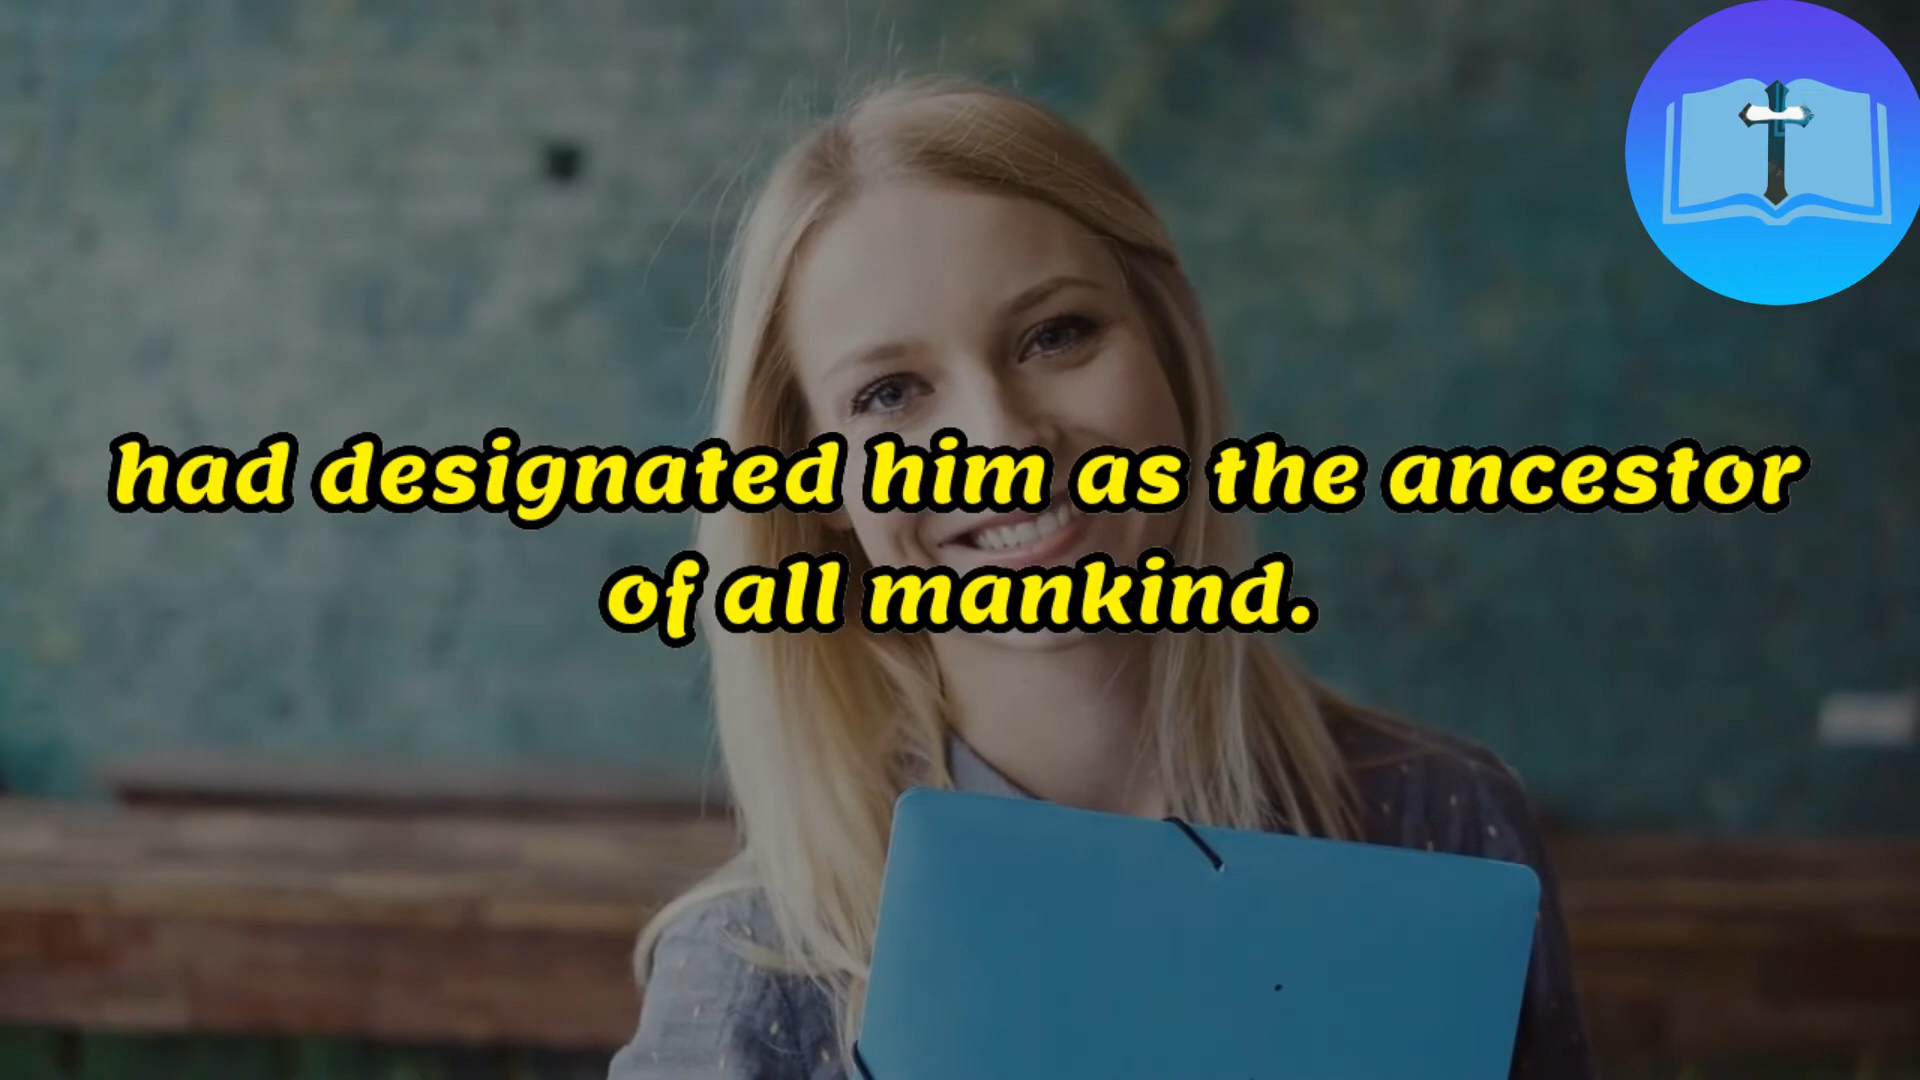 had designated him as the ancestor
of all mankind.